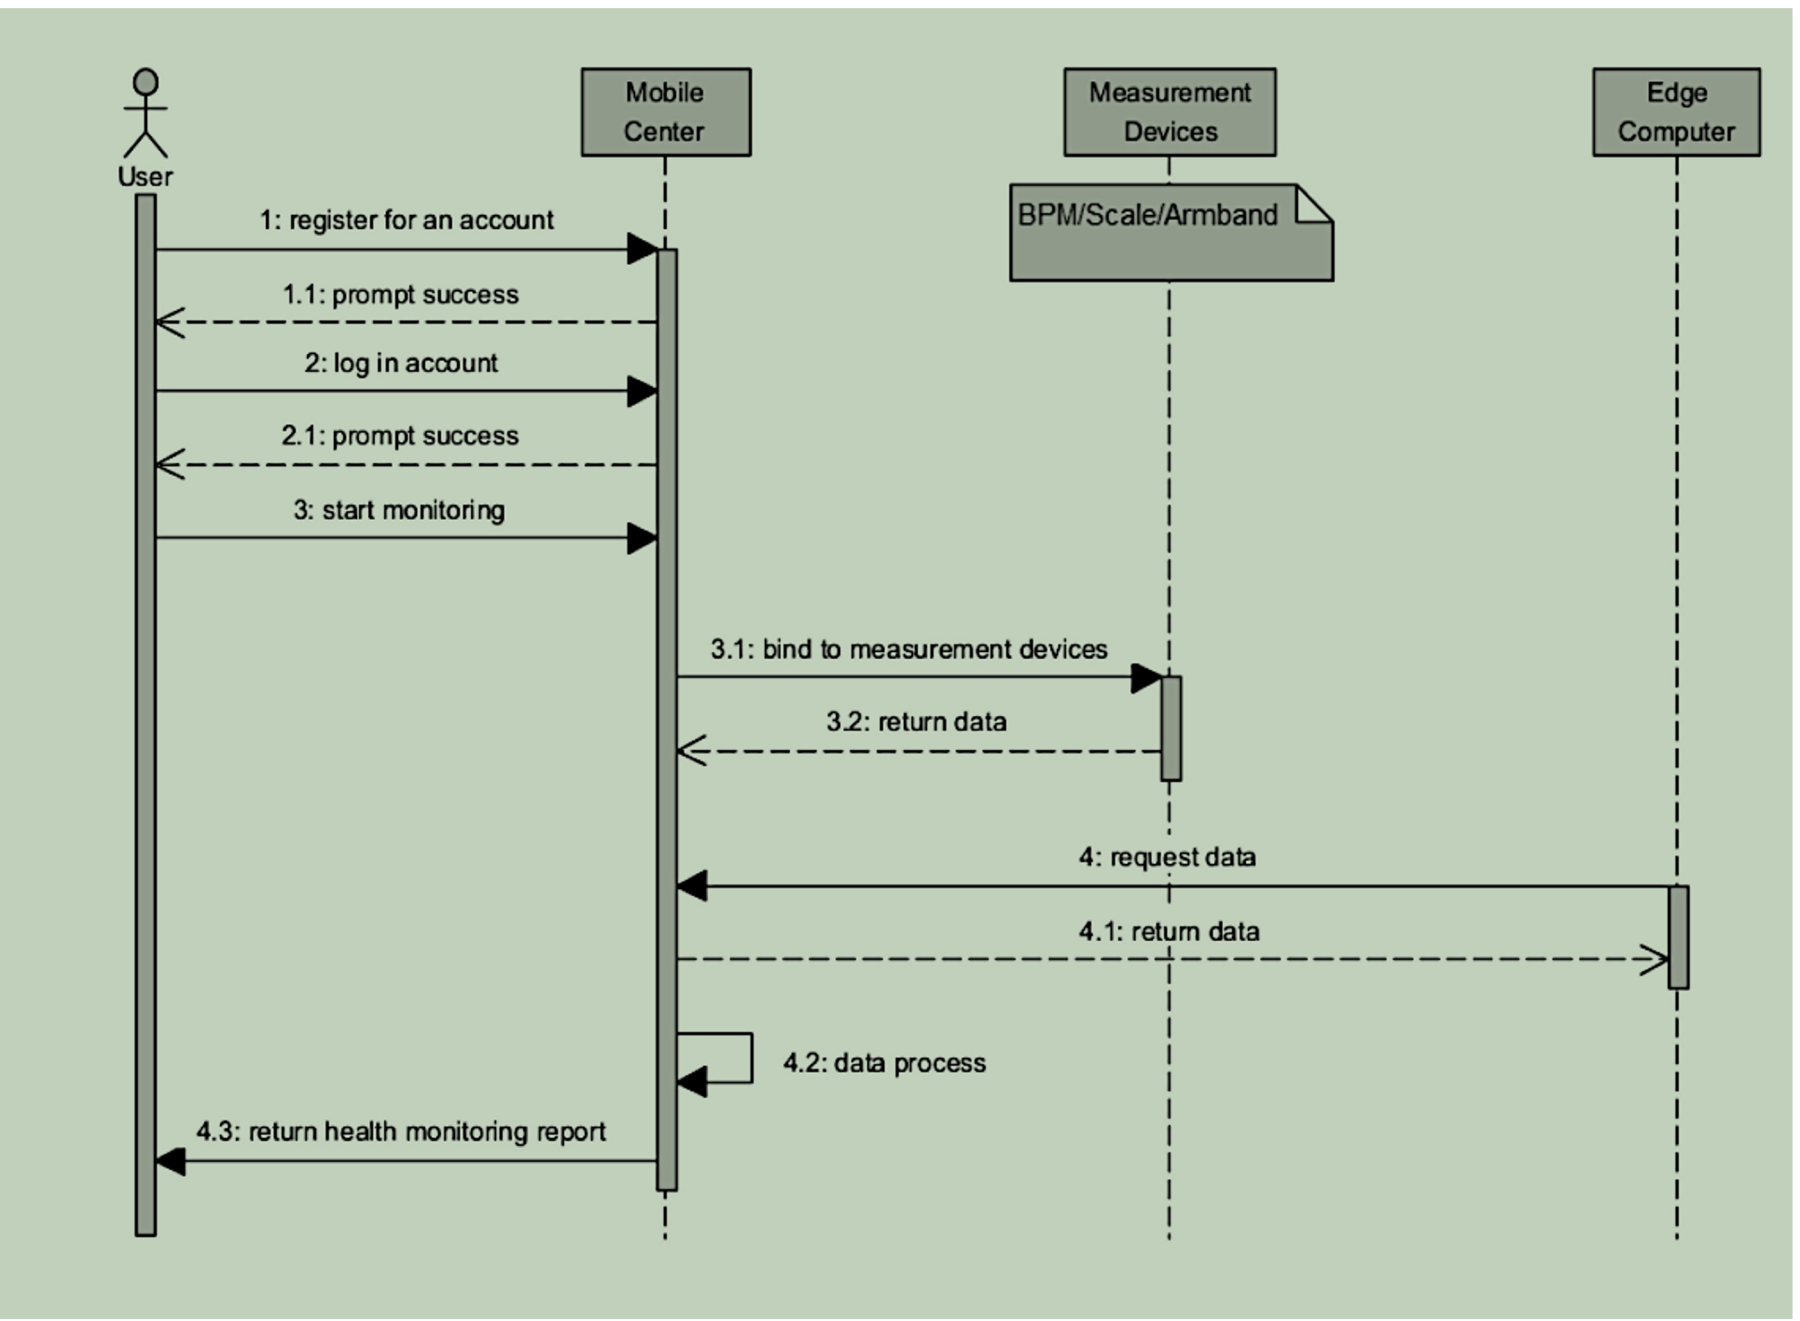 User
Mobile
Center
Measurement
Devices
Edge
Computer
BPM/Scale/Armband
1: register for an account
1.1: prompt success
2: log in account
2.1: prompt success
3: start monitoring
3.1: bind to measurement devices
3.2: return data
4: request data
4.1: return data
4.2: data process
4.3: return health monitoring report